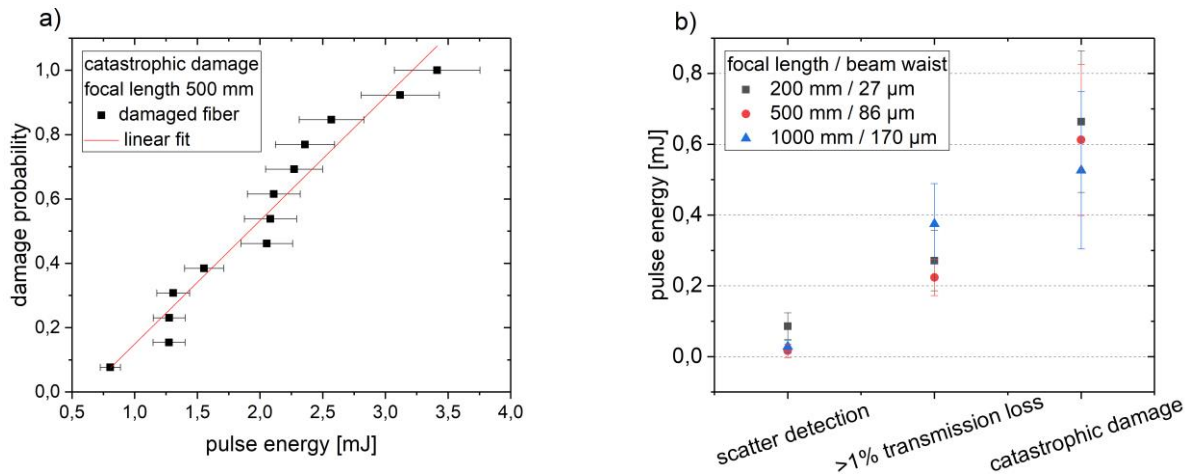 a)
catastrophic damage
focal length 500 mm
damaged fiber
linear fit
damage probability
1,0
0,8
0,6
0,4
0,2
0,0
0,5 1,0 1,5 2,0 2,5 3,0 3,5 4,0
pulse energy [mJ]
b)
focal length / beam waist
200 mm / 27 µm
500 mm / 86 µm
1000 mm / 170 µm
pulse energy [mJ]
0,8
0,6
0,4
0,2
0,0
scatter detection
>1% transmission loss
catastrophic damage